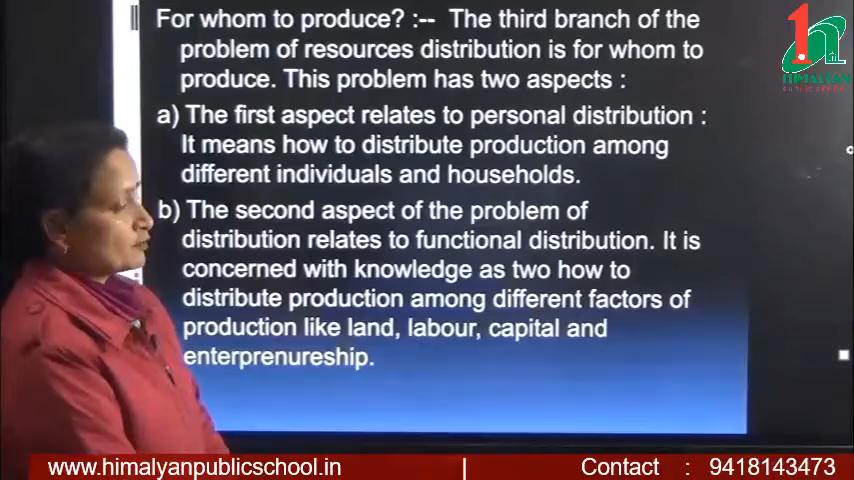 For whom to produce? :-- The third branch of the
problem of resources distribution is for whom to
produce. This problem has two aspects :
a) The first aspect relates to personal distribution :
It means how to distribute production among
different individuals and households.
b) The second aspect of the problem of
distribution relates to functional distribution. It is
concerned with knowledge as two how to
distribute production among different factors of
production like land, labour, capital and
enterprenureship.
HIMALYAN
PUBLIC SCHOOL
www.himalyanpublicschool.in | Contact : 9418143473